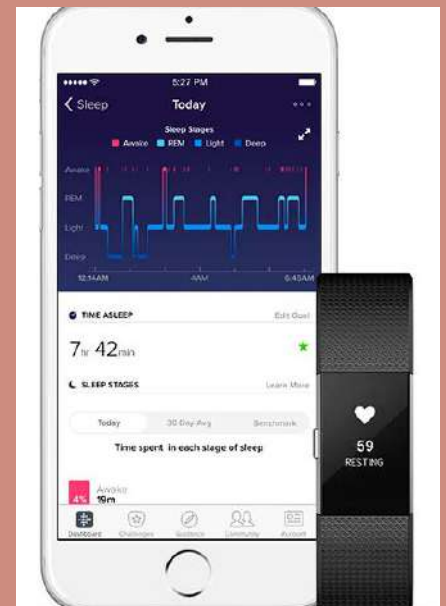 5:27 PM
Sleep Today
Sleep Stages
Awake REM Light Deep
Awake
REM
Light
Deep
12:14AM 4AM 6:45AM
TIME ASLEEP Edit Goal
7hr 42min
SLEEP STAGES Learn More
Today 30 Day Avg Benchmark
Time spent in each stage of sleep
Awake
4% 19m
Dashboard Challenges Guidance Community Account
59
RESTING